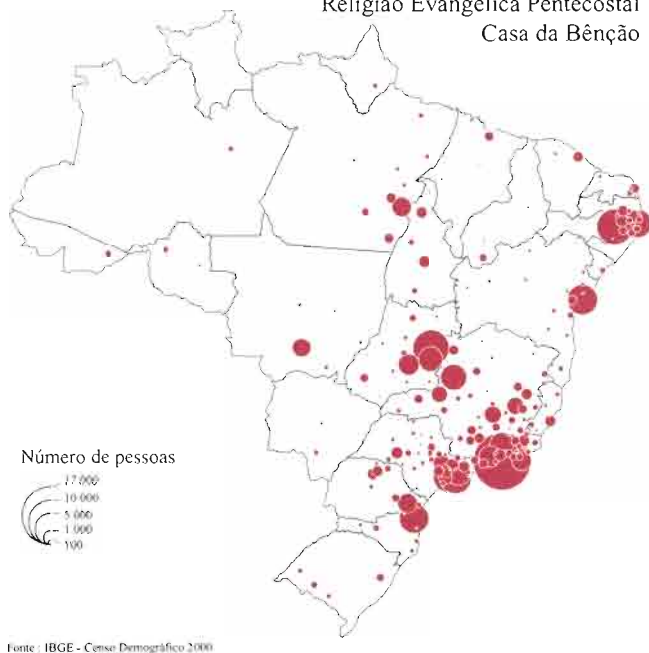 Religião Evangélica Pentecostal
Casa da Bênção
Número de pessoas
17 000
10 000
5 000
1 000
100
Fonte : IBGE - Censo Demográfico 2000